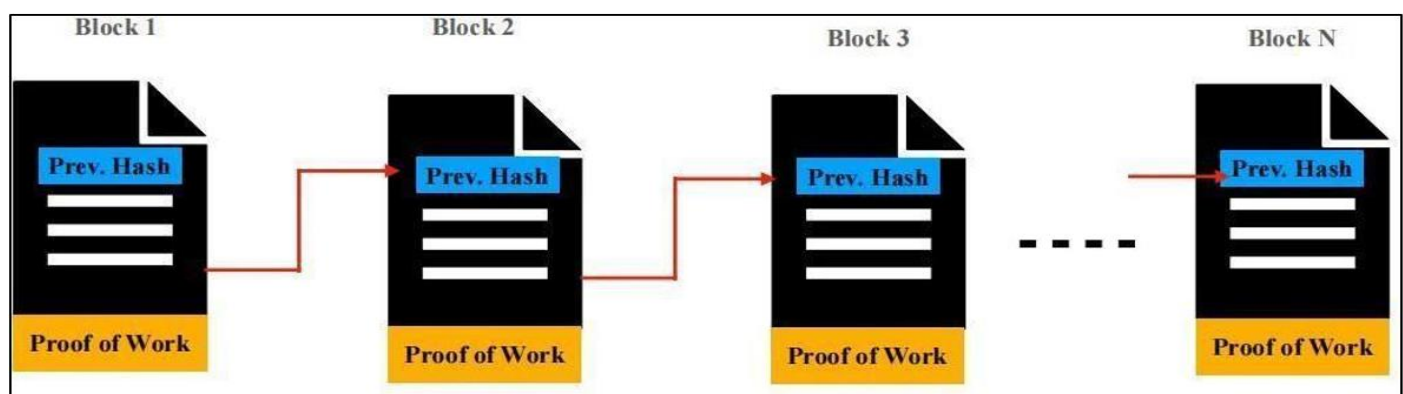 Block 1
Block 2
Block 3
Block N
Prev. Hash
Prev. Hash
Prev. Hash
Prev. Hash
Proof of Work
Proof of Work
Proof of Work
Proof of Work